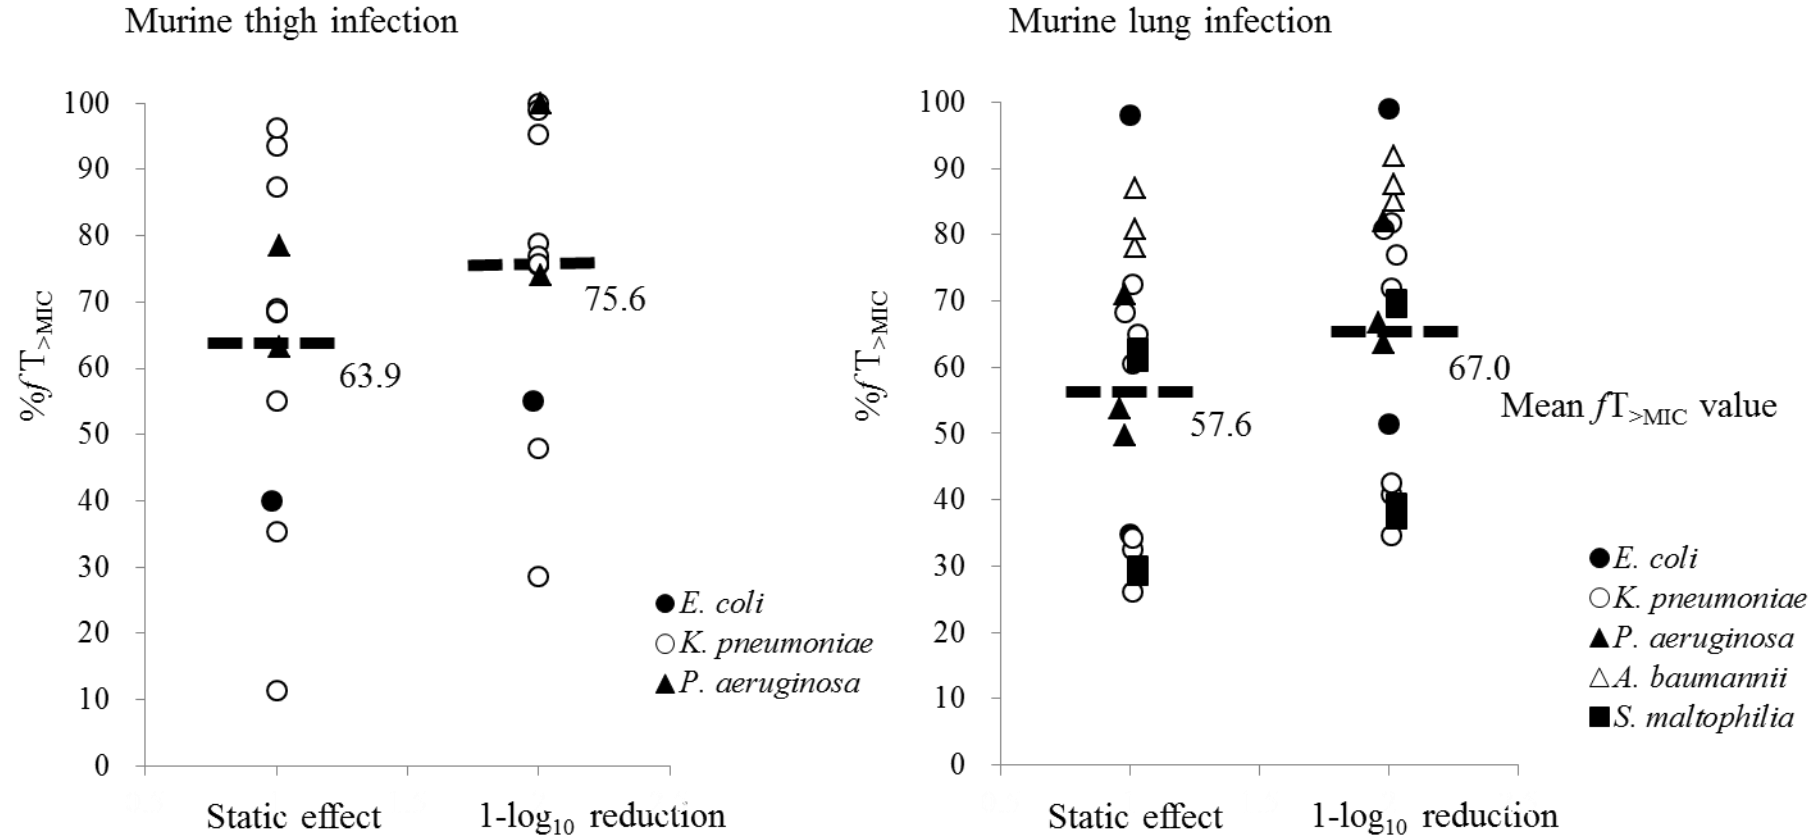 Murine thigh infection
100
90
80
70
60
50
40
30
20
10
0
%fT>MIC
63.9
75.6
E. coli
K. pneumoniae
P. aeruginosa
Static effect
1-log10 reduction
Murine lung infection
100
90
80
70
60
50
40
30
20
10
0
%fT>MIC
57.6
67.0
Mean fT>MIC value
E. coli
K. pneumoniae
P. aeruginosa
A. baumannii
S. maltophilia
Static effect
1-log10 reduction